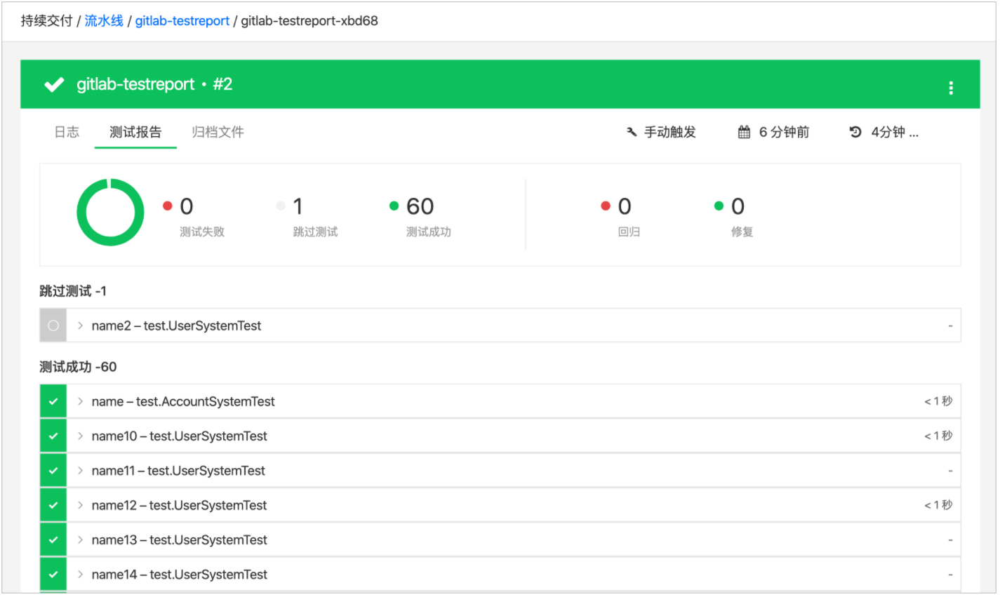 持续交付 / 流水线 / gitlab-testreport / gitlab-testreport-xbd68
gitlab-testreport • #2
日志 测试报告 归档文件 手动触发 6 分钟前 4分钟 ...
0 1 60 0 0
测试失败 跳过测试 测试成功 回归 修复
跳过测试 -1
name2 – test.UserSystemTest -
测试成功 -60
name – test.AccountSystemTest < 1 秒
name10 – test.UserSystemTest < 1 秒
name11 – test.UserSystemTest -
name12 – test.UserSystemTest < 1 秒
name13 – test.UserSystemTest -
name14 – test.UserSystemTest -